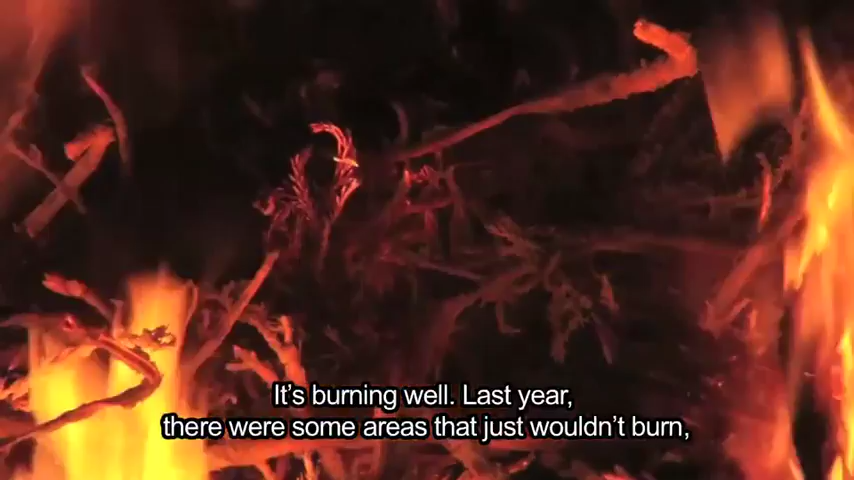 It’s burning well. Last year,
there were some areas that just wouldn’t burn,